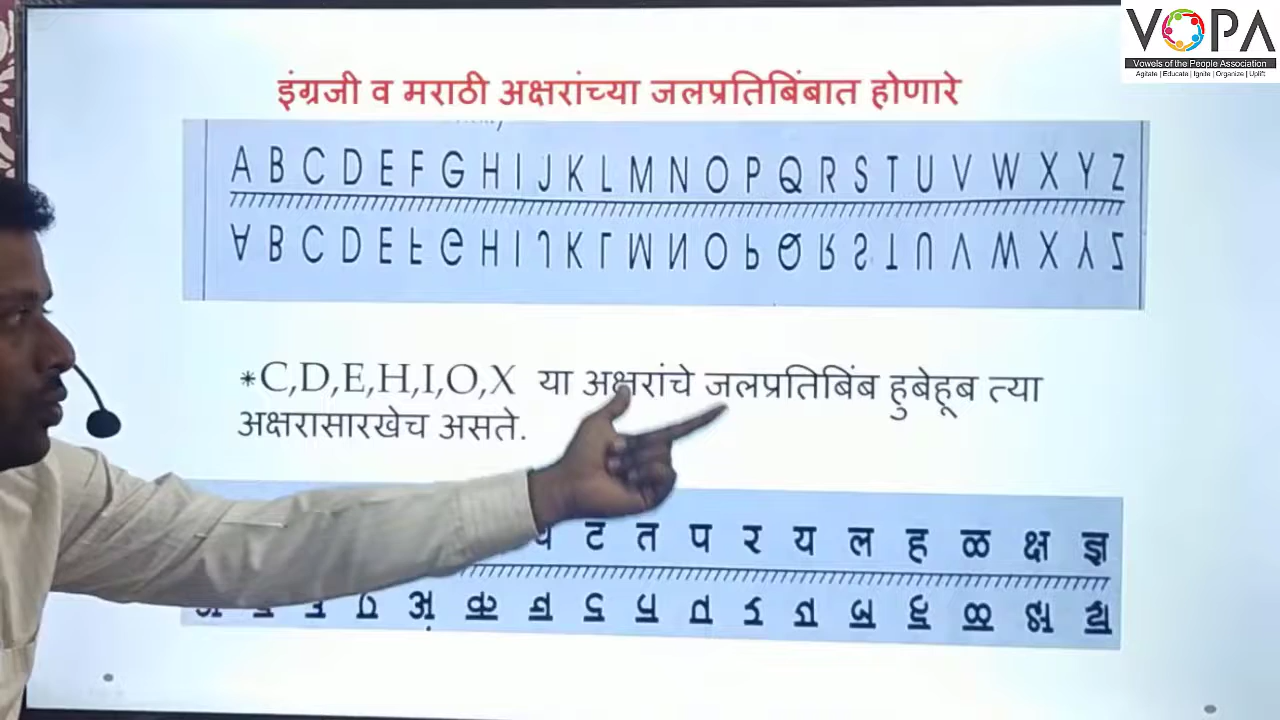 VOPA
Vowels of the People Association
Agitate | Educate | Ignite | Organize | Uplift
इंग्रजी व मराठी अक्षरांच्या जलप्रतिबिंबात होणारे
A B C D E F G H I J K L M N O P Q R S T U V W X Y Z
*C,D,E,H,I,O,X या अक्षरांचे जलप्रतिबिंब हुबेहूब त्या
अक्षरासारखेच असते.
ट त प र य ल ह ळ क्ष ज्ञ